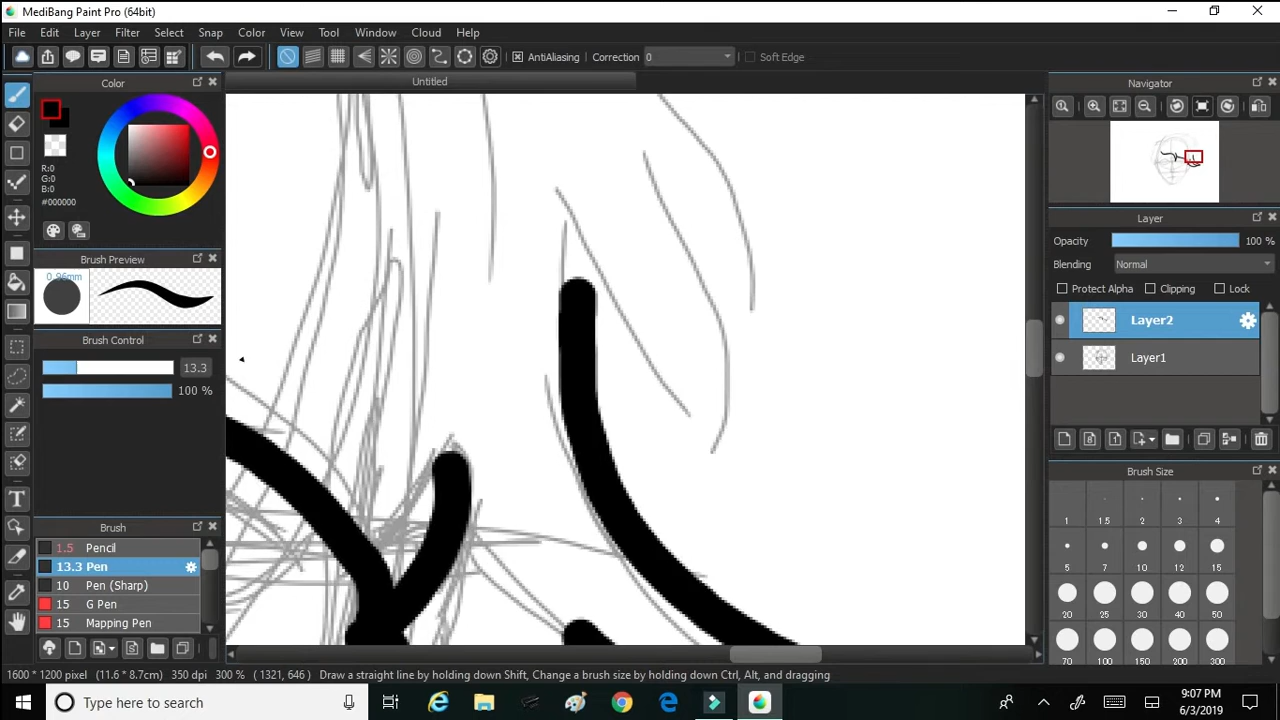 MediBang Paint Pro (64bit)
File Edit Layer Filter Select Snap Color View Tool Window Cloud Help
AntiAliasing Correction 0 Soft Edge
Untitled
Color
R:0
G:0
B:0
#000000
Brush Preview
0.96mm
Brush Control
13.3
100 %
Brush
1.5 Pencil
13.3 Pen
10 Pen (Sharp)
15 G Pen
15 Mapping Pen
Navigator
Layer
Opacity 100 %
Blending Normal
Protect Alpha Clipping Lock
Layer2
Layer1
Brush Size
1 1.5 2 3 4
5 7 10 12 15
20 25 30 40 50
70 100 150 200 300
1600 * 1200 pixel (11.6 * 8.7cm) 350 dpi 300 % ( 1321, 646 ) Draw a straight line by holding down Shift, Change a brush size by holding down Ctrl, Alt, and dragging
Type here to search
9:07 PM
6/3/2019